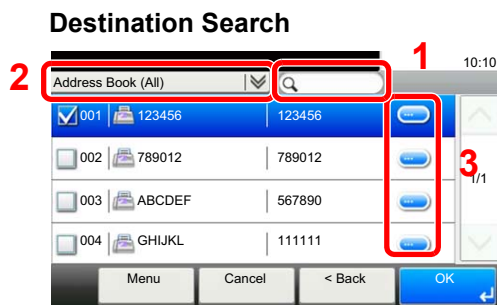 Destination Search
1
10:10
2
Address Book (All)
001 123456 123456
002 789012 789012
3
1/1
003 ABCDEF 567890
004 GHIJKL 111111
Menu Cancel < Back OK